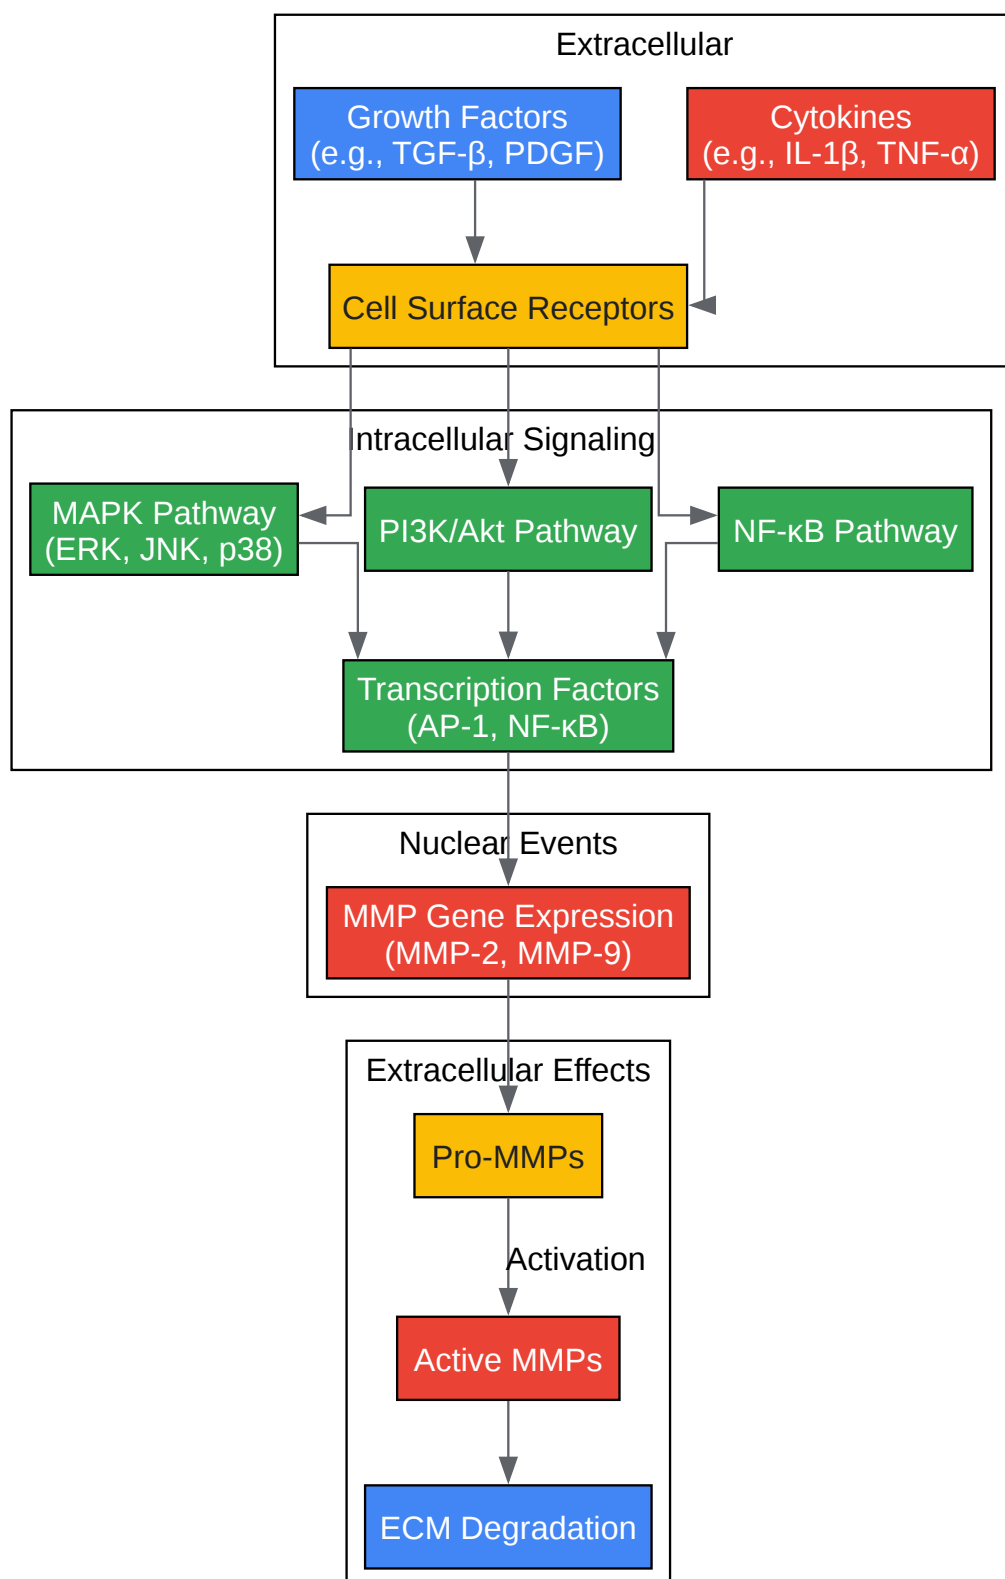 Extracellular
Growth Factors
(e.g., TGF-β, PDGF)
Cytokines
(e.g., IL-1β, TNF-α)
Cell Surface Receptors
Intracellular Signaling
MAPK Pathway
(ERK, JNK, p38)
PI3K/Akt Pathway
NF-κB Pathway
Transcription Factors
(AP-1, NF-κB)
Nuclear Events
MMP Gene Expression
(MMP-2, MMP-9)
Extracellular Effects
Pro-MMPs
Activation
Active MMPs
ECM Degradation